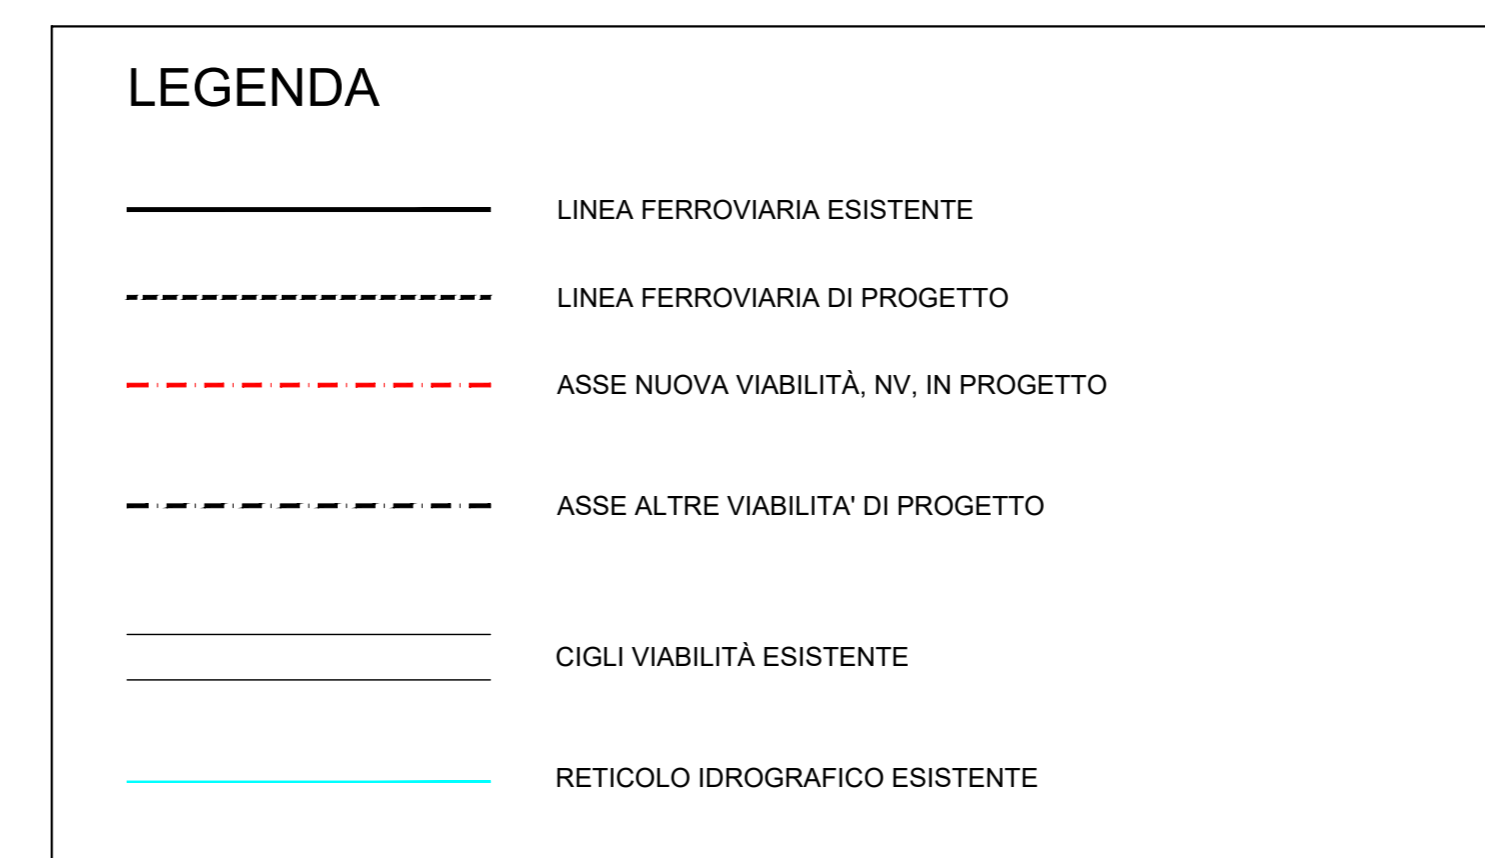 LEGENDA
LINEA FERROVIARIA ESISTENTE
LINEA FERROVIARIA DI PROGETTO
ASSE NUOVA VIABILITÀ, NV, IN PROGETTO
ASSE ALTRE VIABILITA' DI PROGETTO
CIGLI VIABILITÀ ESISTENTE
RETICOLO IDROGRAFICO ESISTENTE